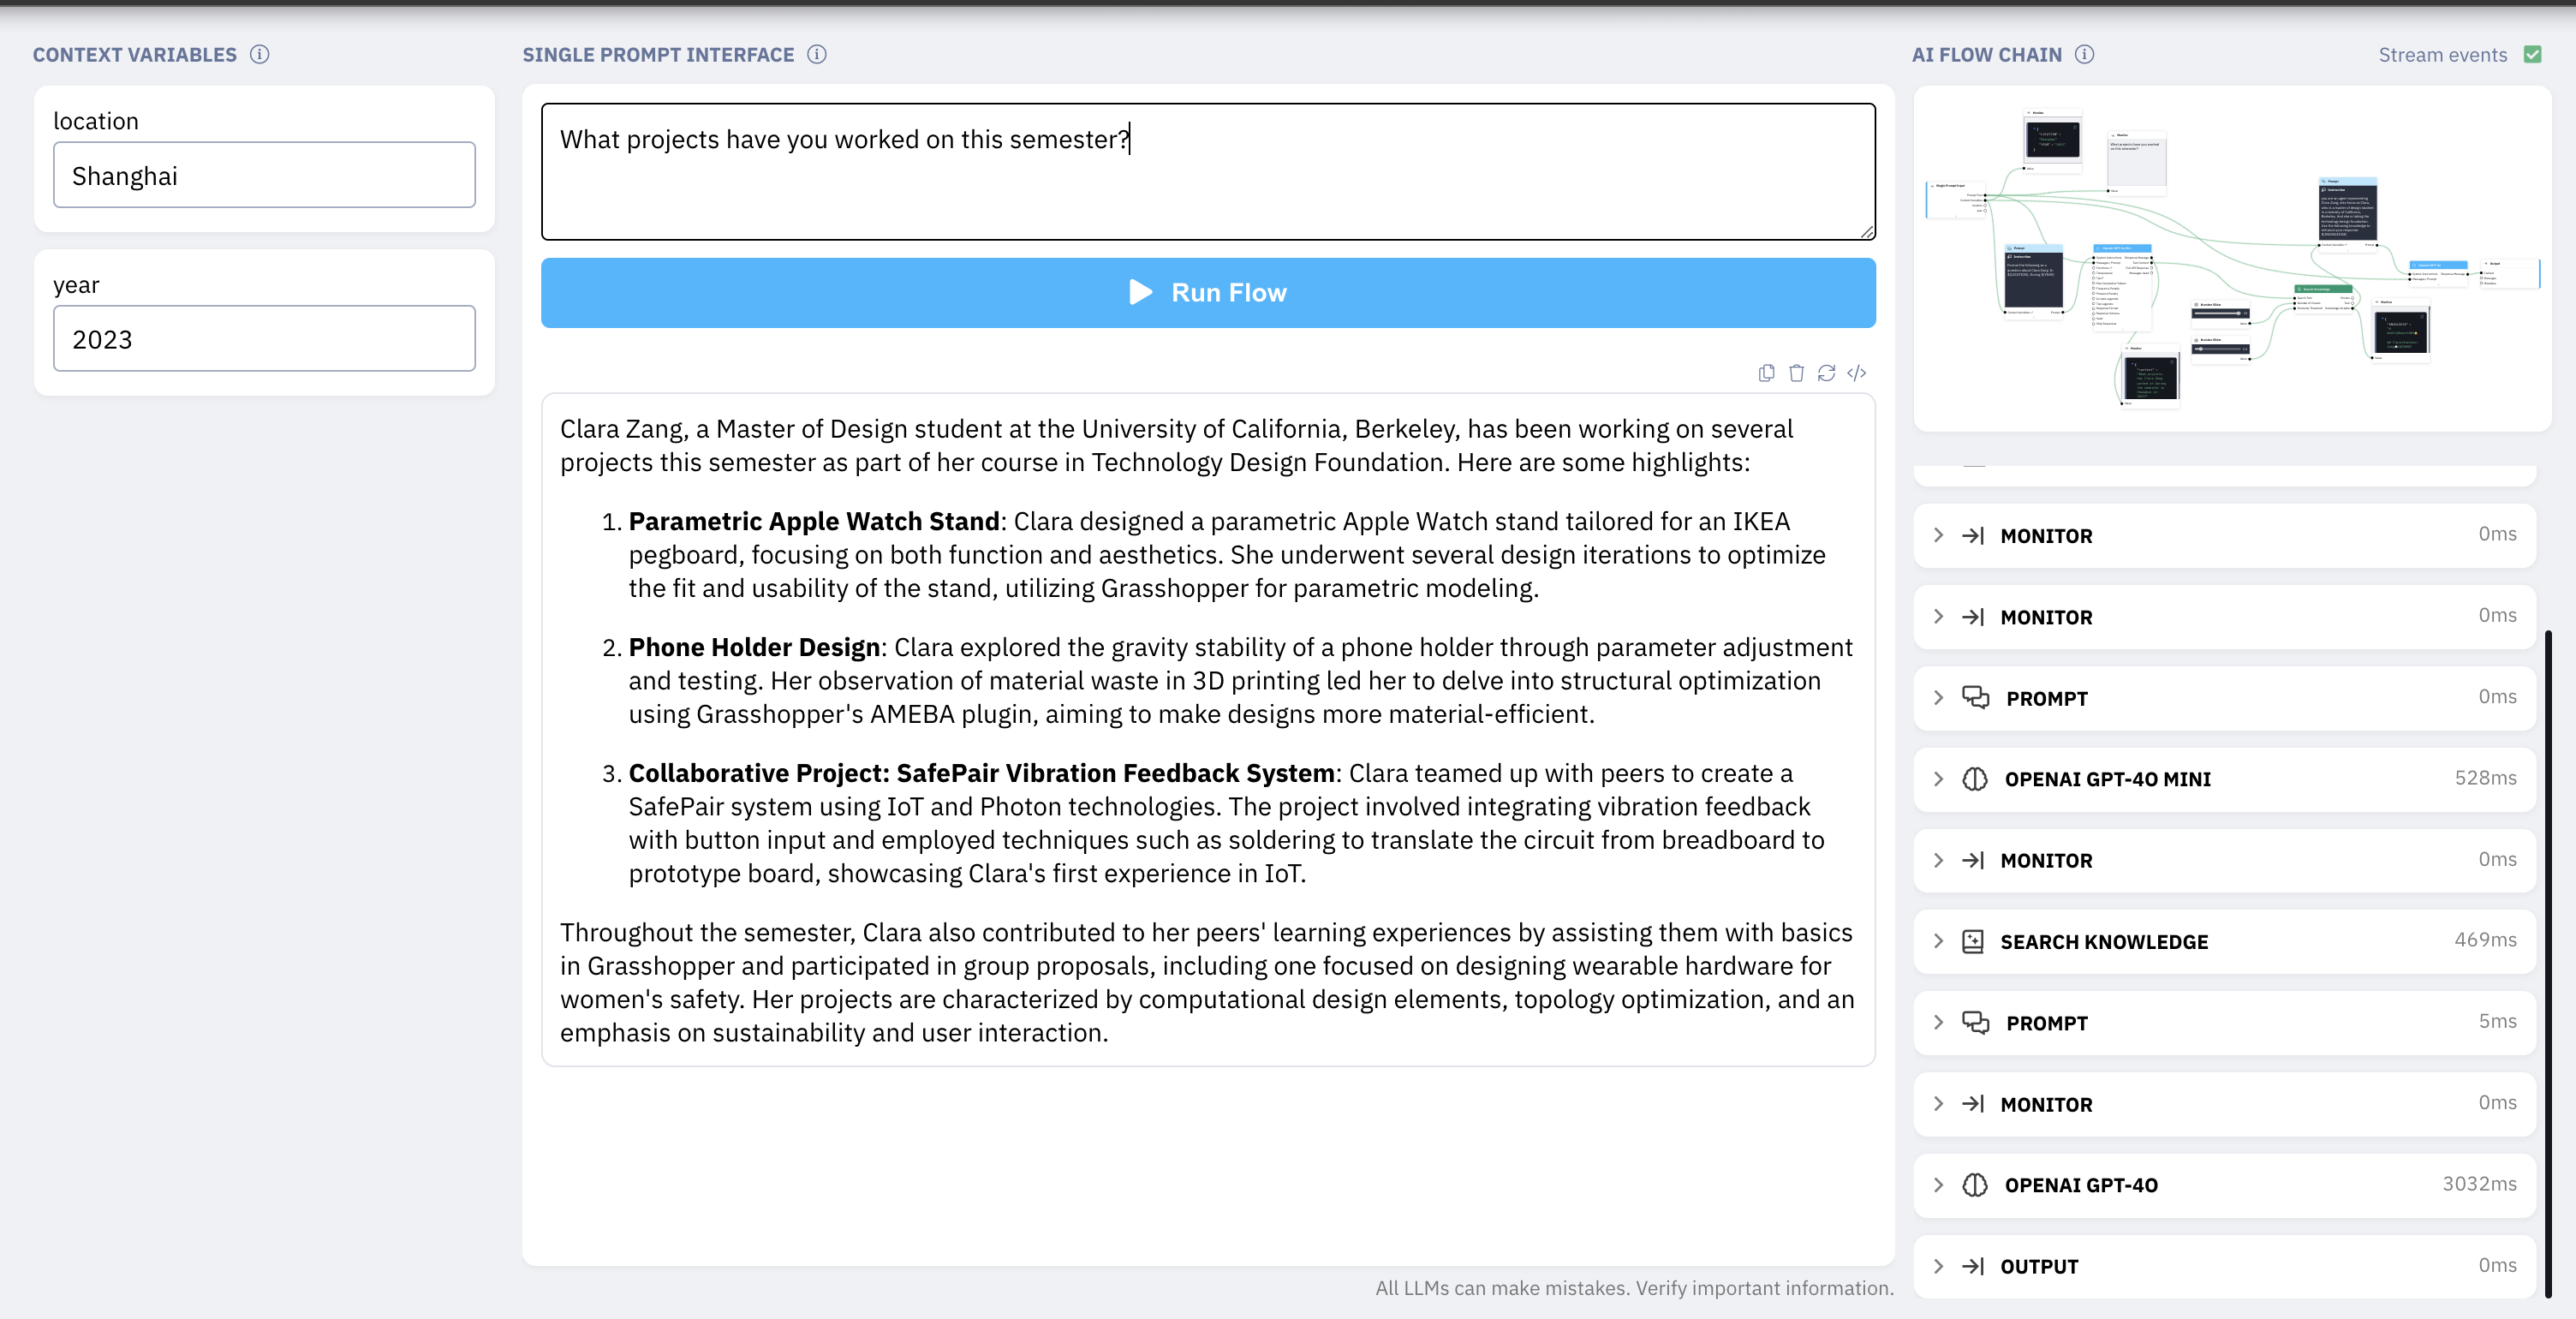 CONTEXT VARIABLES
location
Shanghai
year
2023
SINGLE PROMPT INTERFACE
What projects have you worked on this semester?
Run Flow
Clara Zang, a Master of Design student at the University of California, Berkeley, has been working on several
projects this semester as part of her course in Technology Design Foundation. Here are some highlights:
1. Parametric Apple Watch Stand: Clara designed a parametric Apple Watch stand tailored for an IKEA
pegboard, focusing on both function and aesthetics. She underwent several design iterations to optimize
the fit and usability of the stand, utilizing Grasshopper for parametric modeling.
2. Phone Holder Design: Clara explored the gravity stability of a phone holder through parameter adjustment
and testing. Her observation of material waste in 3D printing led her to delve into structural optimization
using Grasshopper's AMEBA plugin, aiming to make designs more material-efficient.
3. Collaborative Project: SafePair Vibration Feedback System: Clara teamed up with peers to create a
SafePair system using IoT and Photon technologies. The project involved integrating vibration feedback
with button input and employed techniques such as soldering to translate the circuit from breadboard to
prototype board, showcasing Clara's first experience in IoT.
Throughout the semester, Clara also contributed to her peers' learning experiences by assisting them with basics
in Grasshopper and participated in group proposals, including one focused on designing wearable hardware for
women's safety. Her projects are characterized by computational design elements, topology optimization, and an
emphasis on sustainability and user interaction.
All LLMs can make mistakes. Verify important information.
AI FLOW CHAIN
Stream events
MONITOR 0ms
MONITOR 0ms
PROMPT 0ms
OPENAI GPT-4O MINI 528ms
MONITOR 0ms
SEARCH KNOWLEDGE 469ms
PROMPT 5ms
MONITOR 0ms
OPENAI GPT-4O 3032ms
OUTPUT 0ms